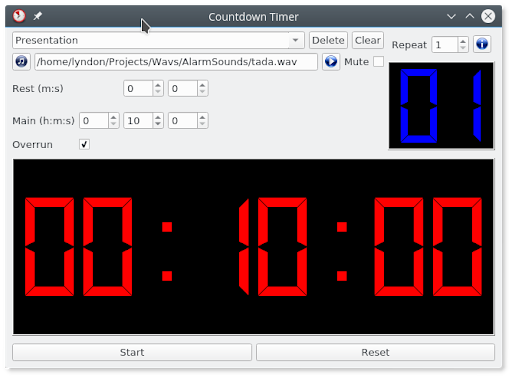 Countdown Timer
Presentation Delete Clear Repeat 1
/home/lyndon/Projects/Wavs/AlarmSounds/tada.wav Mute
01
Rest (m:s) 0 0
Main (h:m:s) 0 10 0
Overrun
00:10:00
Start Reset